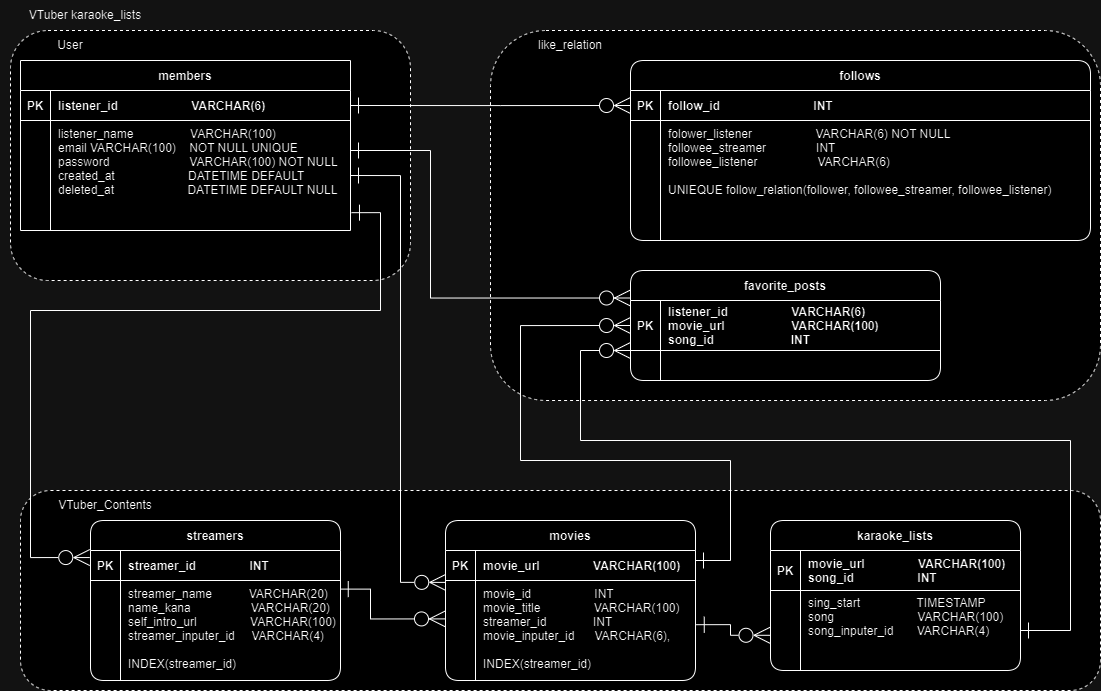 VTuber karaoke_lists
User
members
PK listener_id VARCHAR(6)
listener_name VARCHAR(100)
email VARCHAR(100) NOT NULL UNIQUE
password VARCHAR(100) NOT NULL
created_at DATETIME DEFAULT
deleted_at DATETIME DEFAULT NULL
like_relation
follows
PK follow_id INT
folower_listener VARCHAR(6) NOT NULL
followee_streamer INT
followee_listener VARCHAR(6)
UNIEQUE follow_relation(follower, followee_streamer, followee_listener)
favorite_posts
listener_id VARCHAR(6)
PK movie_url VARCHAR(100)
song_id INT
VTuber_Contents
streamers
PK streamer_id INT
streamer_name VARCHAR(20)
name_kana VARCHAR(20)
self_intro_url VARCHAR(100)
streamer_inputer_id VARCHAR(4)
INDEX(streamer_id)
movies
PK movie_url VARCHAR(100)
movie_id INT
movie_title VARCHAR(100)
streamer_id INT
movie_inputer_id VARCHAR(6),
INDEX(streamer_id)
karaoke_lists
PK movie_url VARCHAR(100)
song_id INT
sing_start TIMESTAMP
song VARCHAR(100)
song_inputer_id VARCHAR(4)